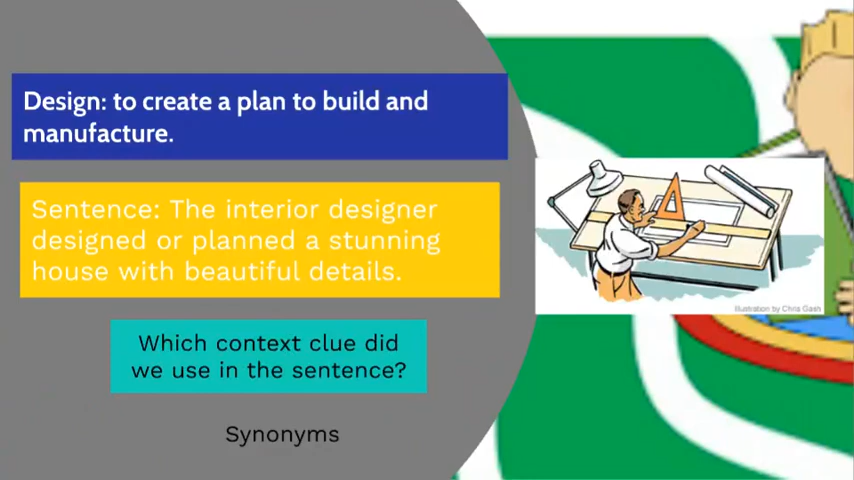 Design: to create a plan to build and
manufacture.
Sentence: The interior designer
designed or planned a stunning
house with beautiful details.
Illustration by Chris Gash
Which context clue did
we use in the sentence?
Synonyms